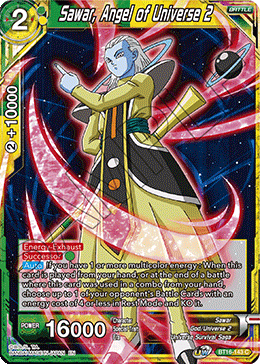 BATTLE
2
Sawar, Angel of Universe 2
2 +10000
Energy-Exhaust
Successor
Auto If you have 1 or more multicolor energy : When this
card is played from your hand, or at the end of a battle
where this card was used in a combo from your hand,
choose up to 1 of your opponent's Battle Cards with an
energy cost of 4 or less in Rest Mode and KO it.
POWER 16000
Character Sawar
Special Trait God/Universe 2
Era Universe Survival Saga
BT16-143 C